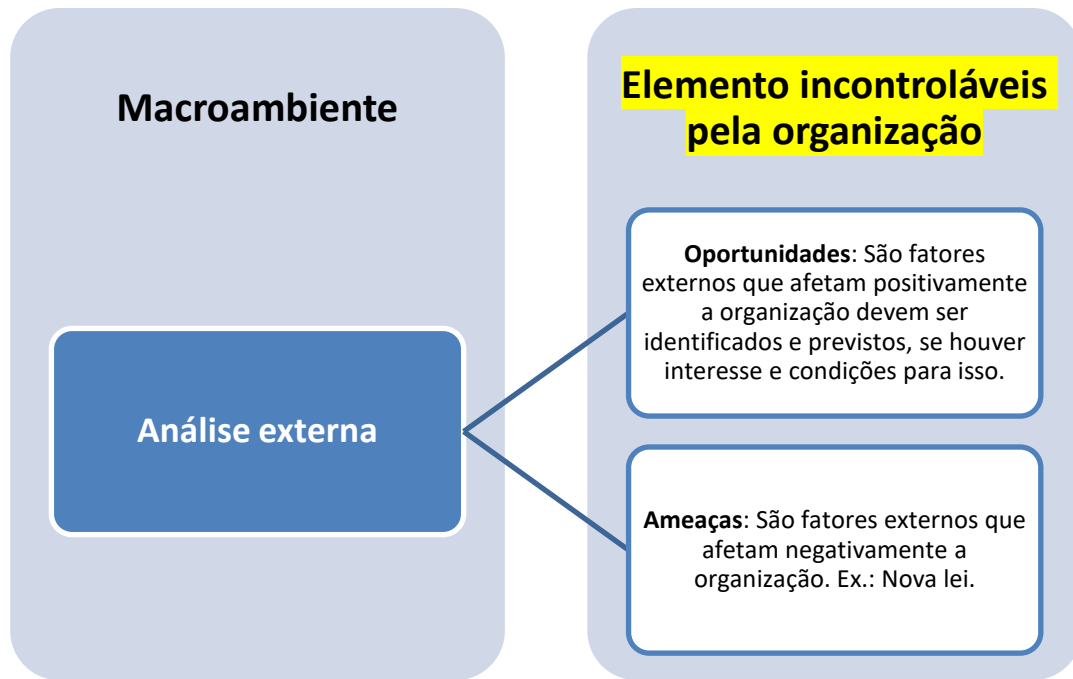 Macroambiente
Elemento incontroláveis
pela organização
Análise externa
Oportunidades: São fatores
externos que afetam positivamente
a organização devem ser
identificados e previstos, se houver
interesse e condições para isso.
Ameaças: São fatores externos que
afetam negativamente a
organização. Ex.: Nova lei.